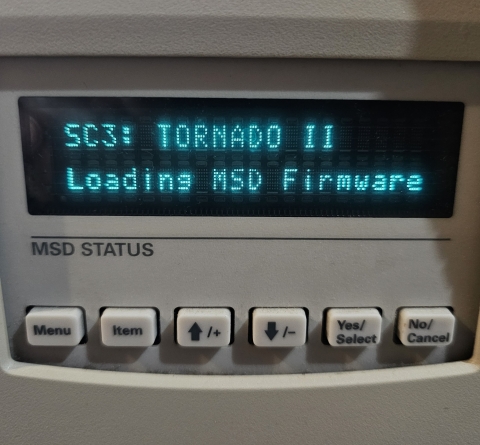 SC3: TORNADO II
Loading MSD Firmware
MSD STATUS
Menu
Item
/+
/−
Yes/
Select
No/
Cancel